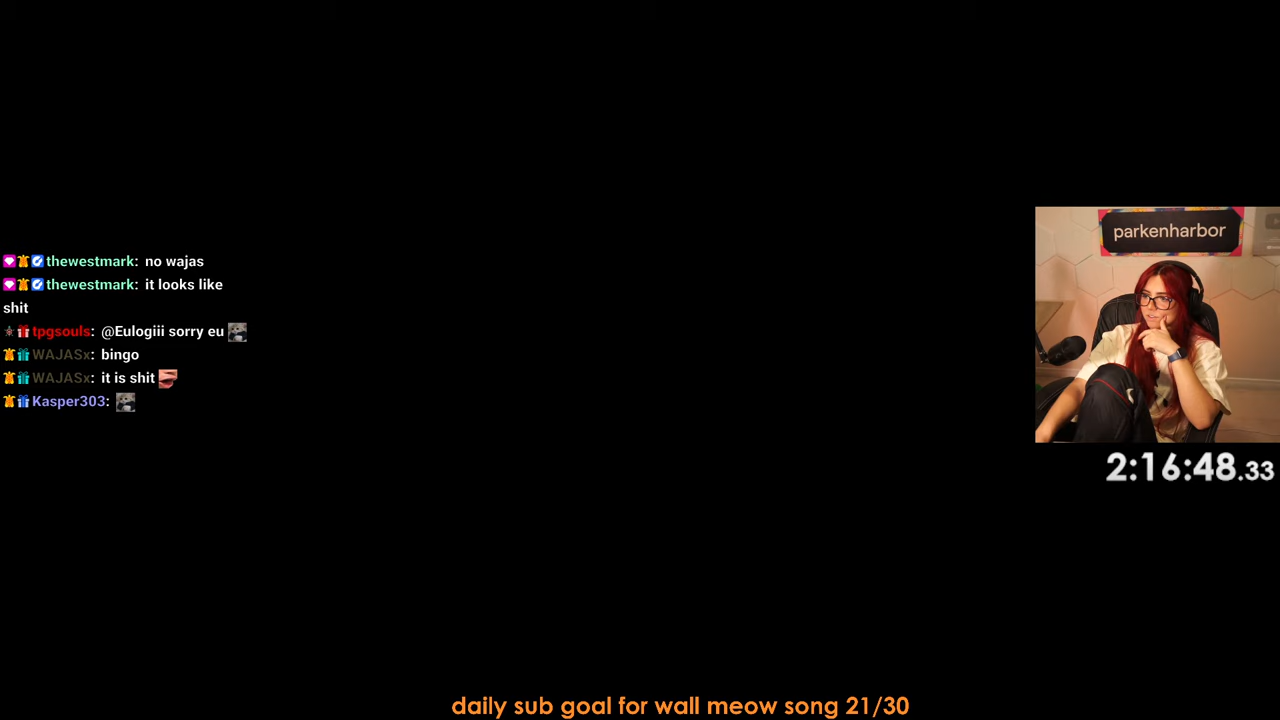 parkenharbor
thewestmark: no wajas
thewestmark: it looks like
shit
tpgsouls: @Eulogiii sorry eu
WAJASx: bingo
WAJASx: it is shit
Kasper303:
2:16:48.33
daily sub goal for wall meow song 21/30